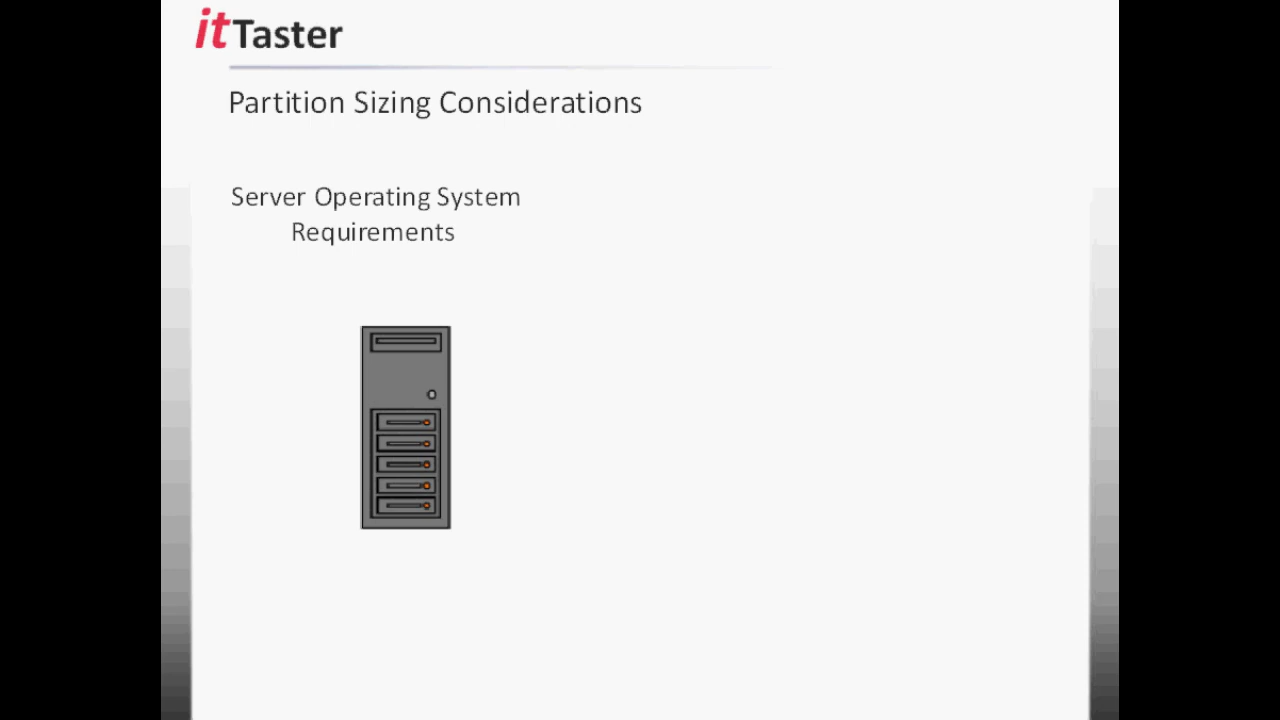 itTaster
Partition Sizing Considerations
Server Operating System
Requirements